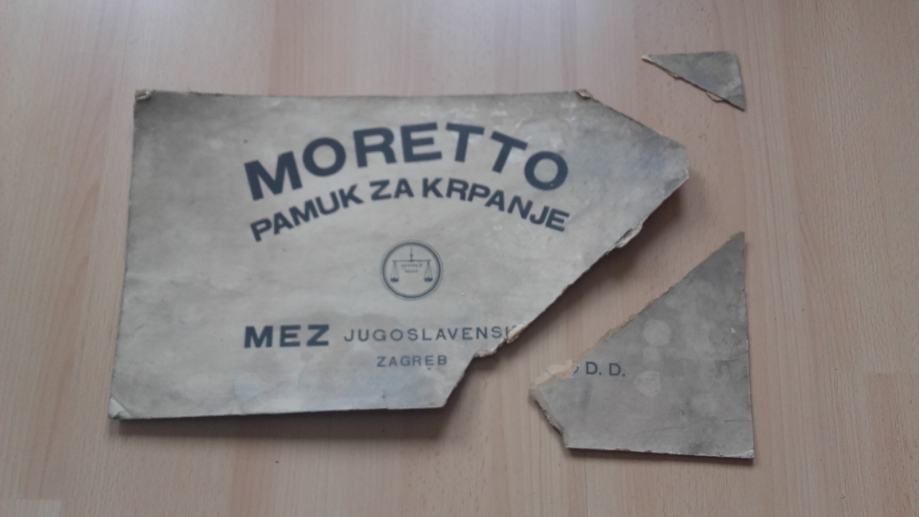 MORETTO
PAMUK ZA KRPANJE
MEZ JUGOSLAVENSK D. D.
ZAGREB